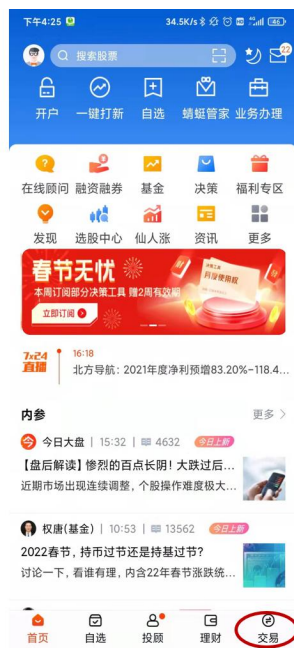 下午4:25
34.5K/s
46
搜索股票
22
开户 一键打新 自选 蜻蜓管家 业务办理
在线顾问 融资融券 基金 决策 福利专区
发现 选股中心 仙人涨 资讯 更多
春节无忧
本周订阅部分决策工具 赠2周有效期
立即订阅
月度使用权
7x24
直播
16:18
北方导航：2021年度净利预增83.20%~118.4...
内参
更多
今日大盘 | 15:32 | 4632 今日上新
【盘后解读】惨烈的百点长阴！大跌过后...
近期市场出现连续调整，个股操作难度极大...
权唐(基金) | 10:53 | 13562 今日上新
2022春节，持币过节还是持基过节？
讨论一下，看谁有理，内含22年春节涨跌统...
首页 自选 投顾 理财 交易